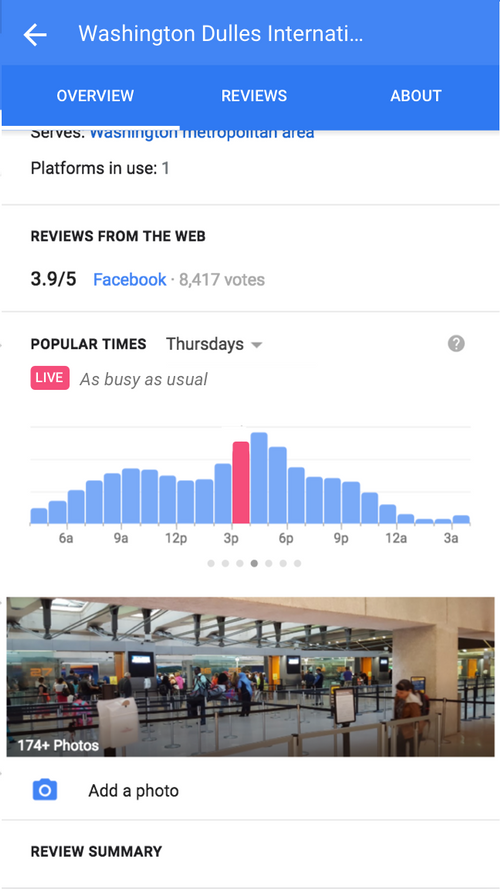 Washington Dulles Internati...
OVERVIEW REVIEWS ABOUT
Serves: Washington metropolitan area
Platforms in use: 1
REVIEWS FROM THE WEB
3.9/5 Facebook · 8,417 votes
POPULAR TIMES Thursdays
LIVE As busy as usual
6a 9a 12p 3p 6p 9p 12a 3a
174+ Photos
Add a photo
REVIEW SUMMARY